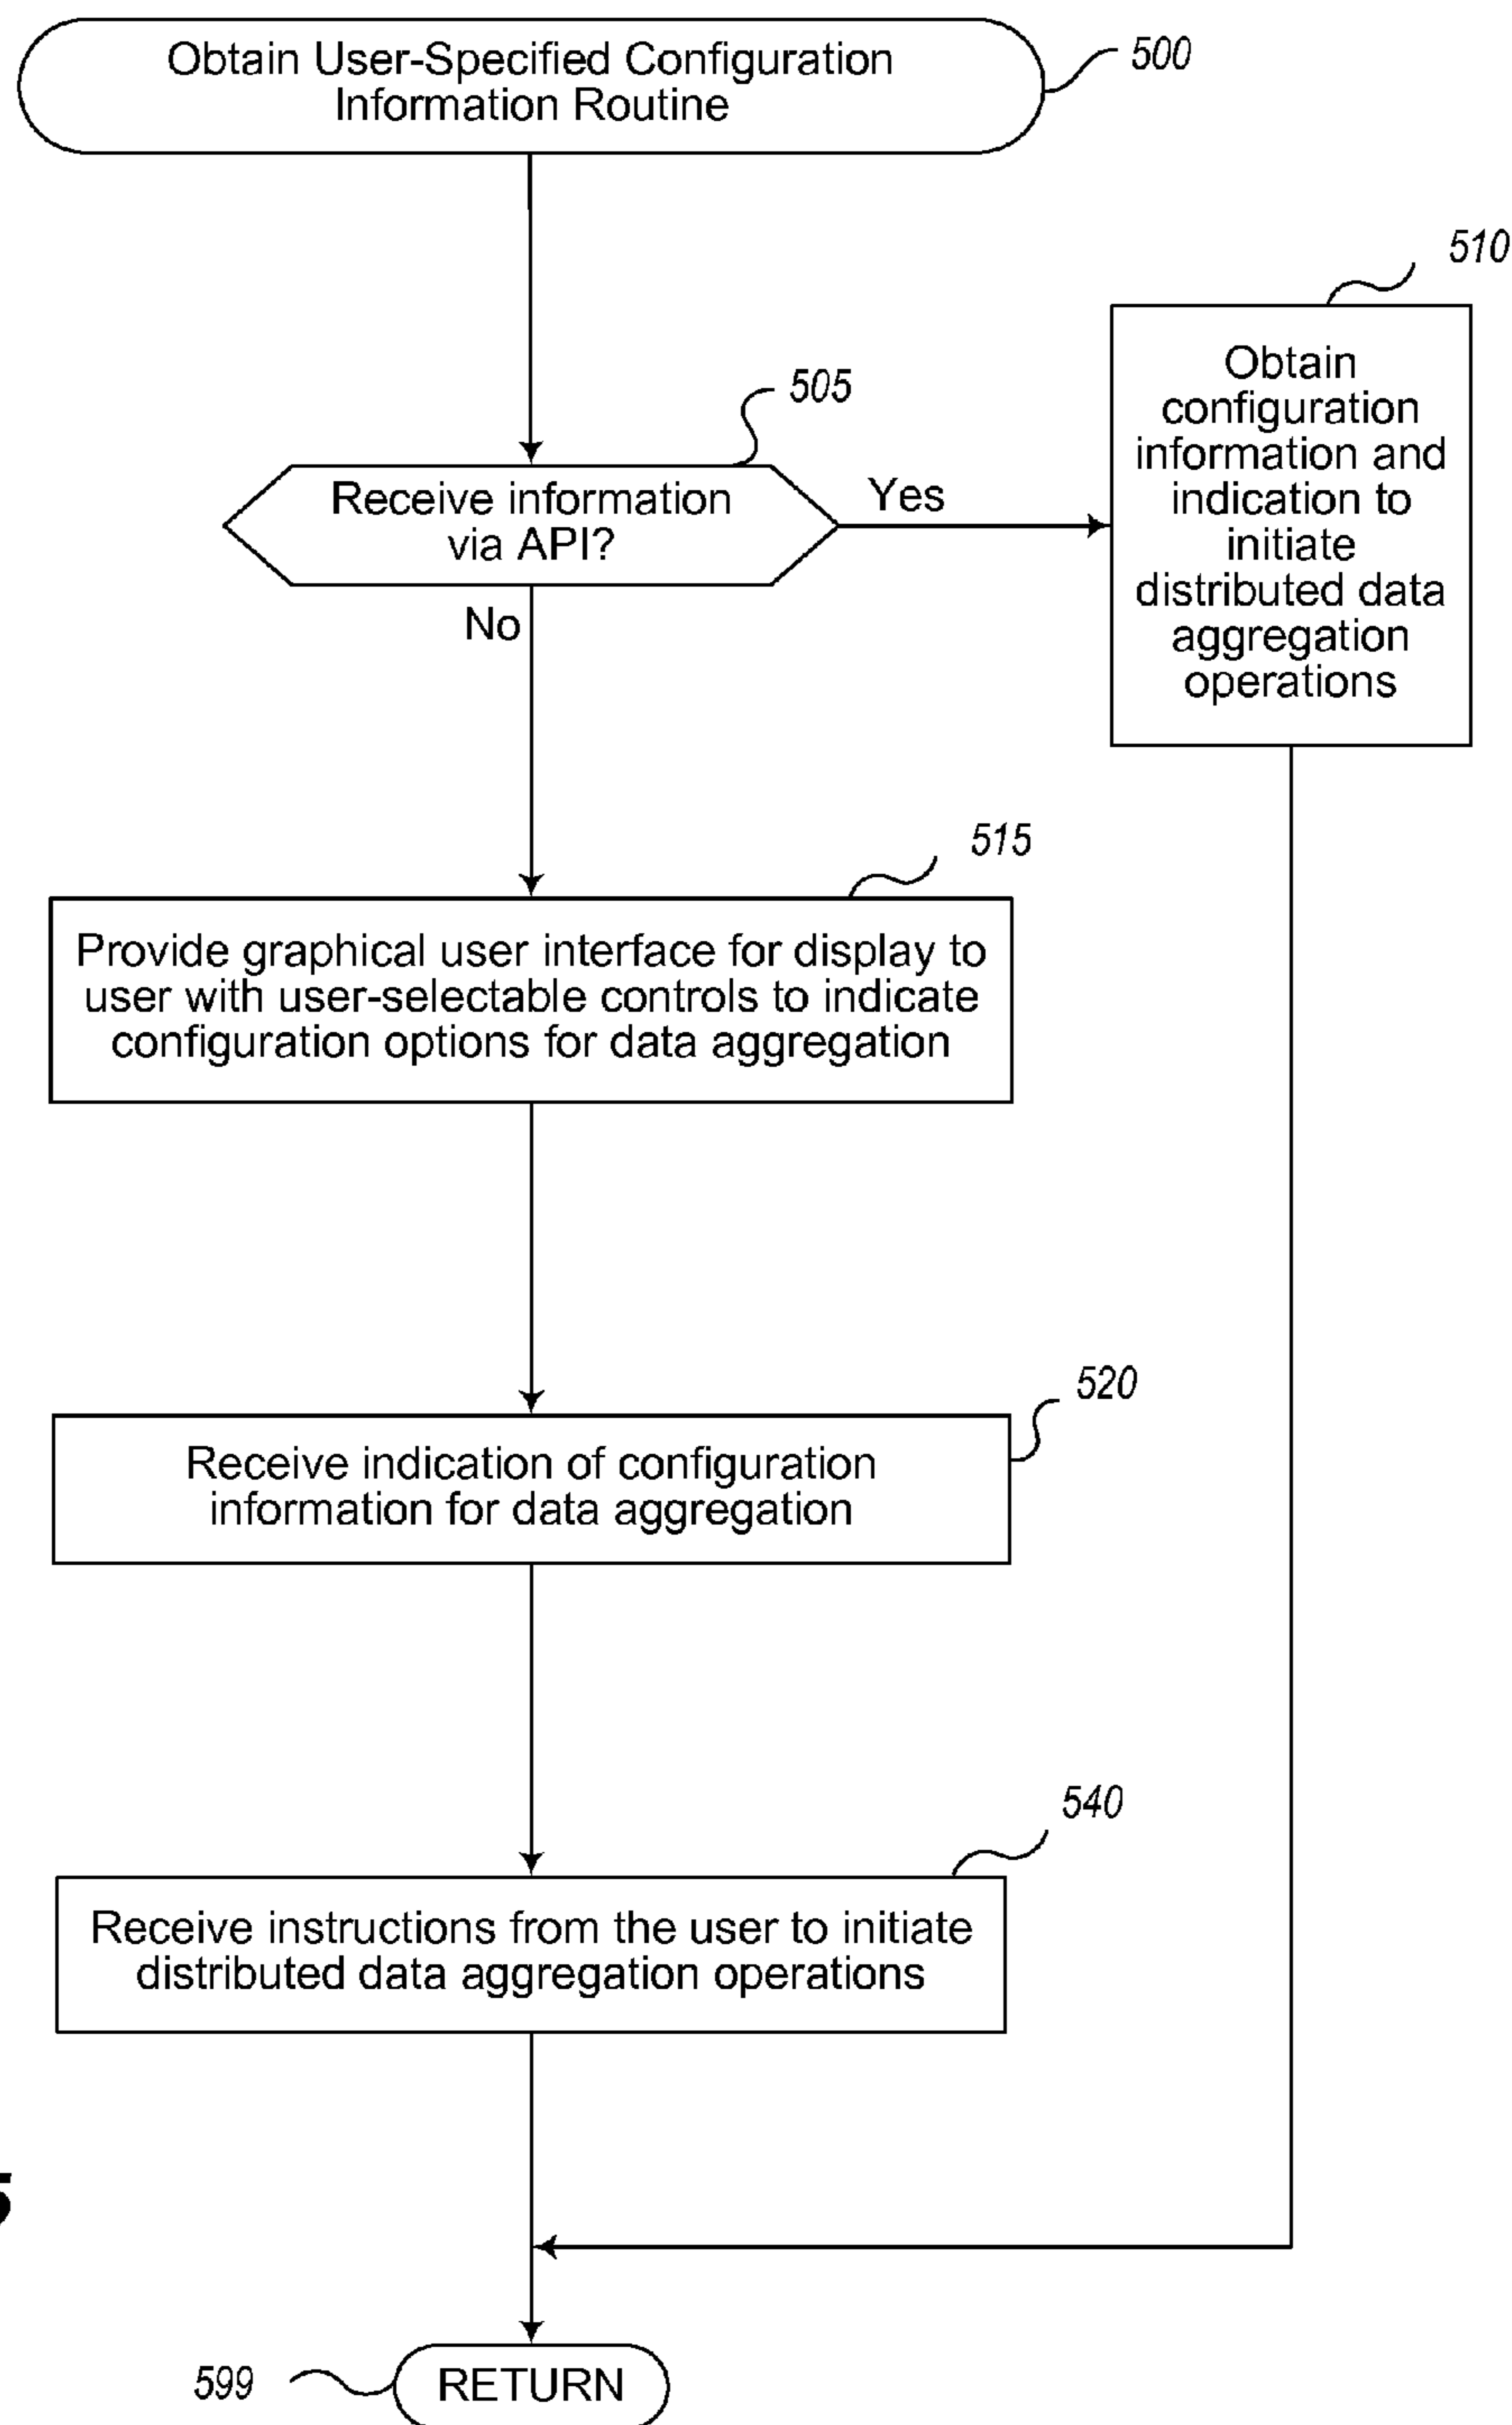 Obtain User-Specified Configuration
Information Routine
500
510
Obtain
configuration
information and
indication to
initiate
distributed data
aggregation
operations
505
Receive information
via API?
Yes
No
515
Provide graphical user interface for display to
user with user-selectable controls to indicate
configuration options for data aggregation
520
Receive indication of configuration
information for data aggregation
540
Receive instructions from the user to initiate
distributed data aggregation operations
599
RETURN